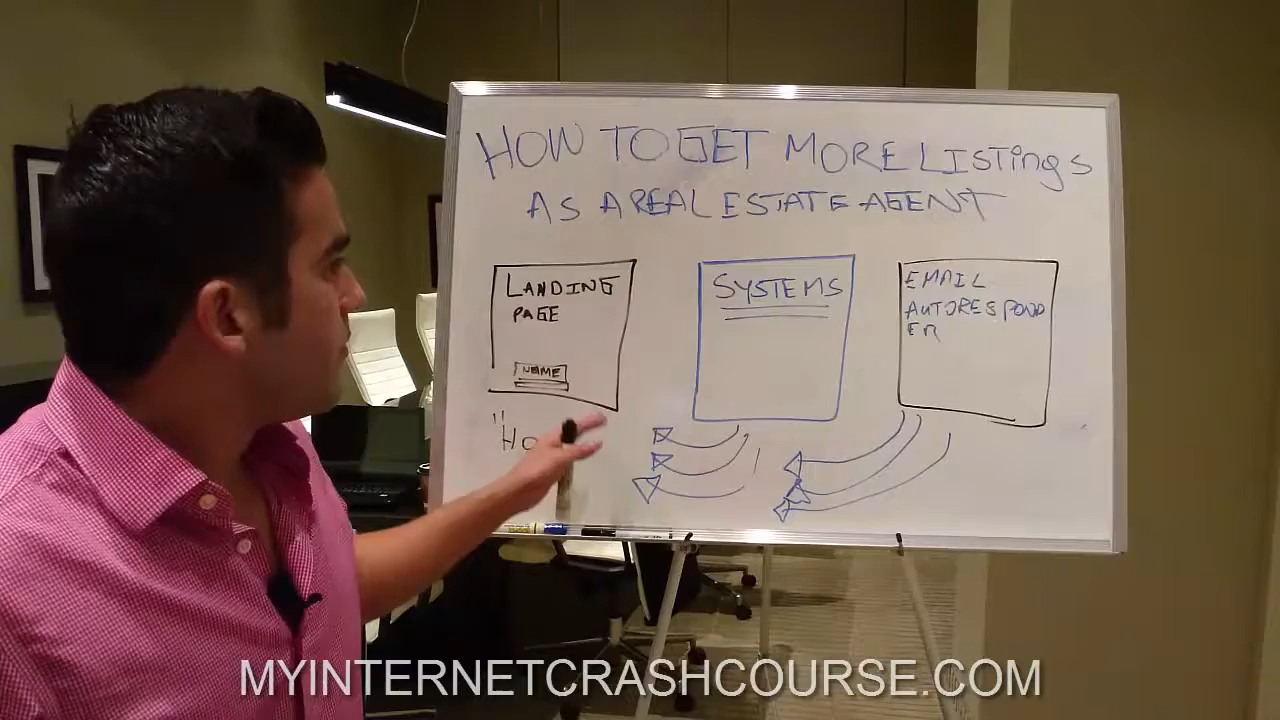 HOW TO GET MORE LISTINGS
AS A REAL ESTATE AGENT
LANDING
PAGE
NAME
SYSTEMS
EMAIL
AUTORESPOND
ER
MYINTERNETCRASHCOURSE.COM